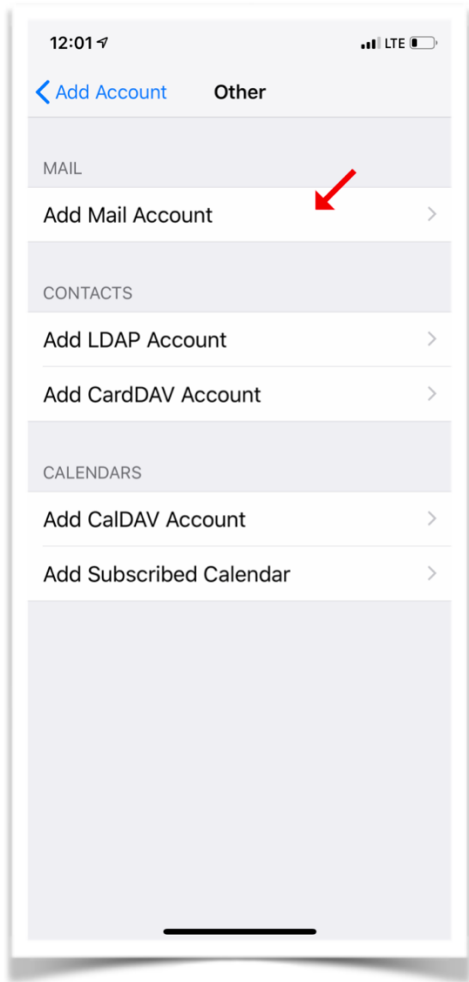 12:01 LTE
Add Account Other
MAIL
Add Mail Account
CONTACTS
Add LDAP Account
Add CardDAV Account
CALENDARS
Add CalDAV Account
Add Subscribed Calendar